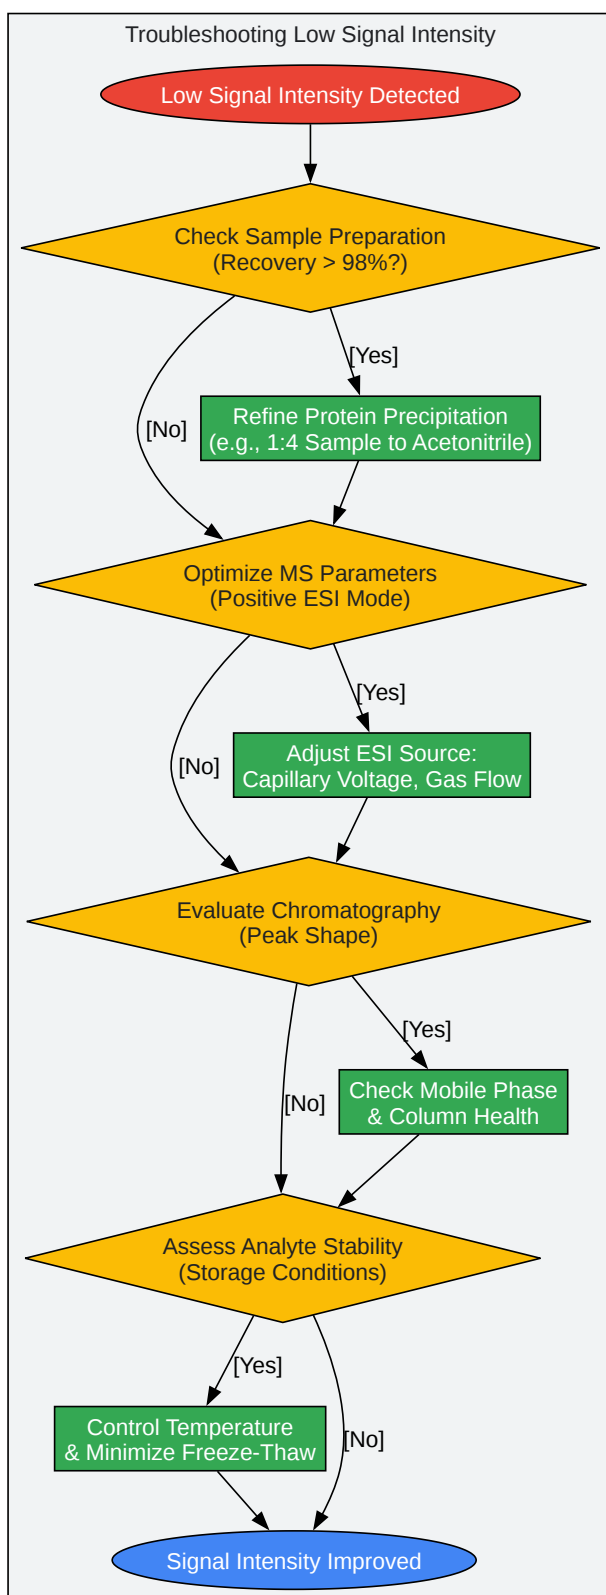 Troubleshooting Low Signal Intensity
Low Signal Intensity Detected
Check Sample Preparation
(Recovery > 98%?)
[Yes]
[No]
Refine Protein Precipitation
(e.g., 1:4 Sample to Acetonitrile)
Optimize MS Parameters
(Positive ESI Mode)
[Yes]
[No]
Adjust ESI Source:
Capillary Voltage, Gas Flow
Evaluate Chromatography
(Peak Shape)
[Yes]
[No]
Check Mobile Phase
& Column Health
Assess Analyte Stability
(Storage Conditions)
[Yes]
[No]
Control Temperature
& Minimize Freeze-Thaw
Signal Intensity Improved